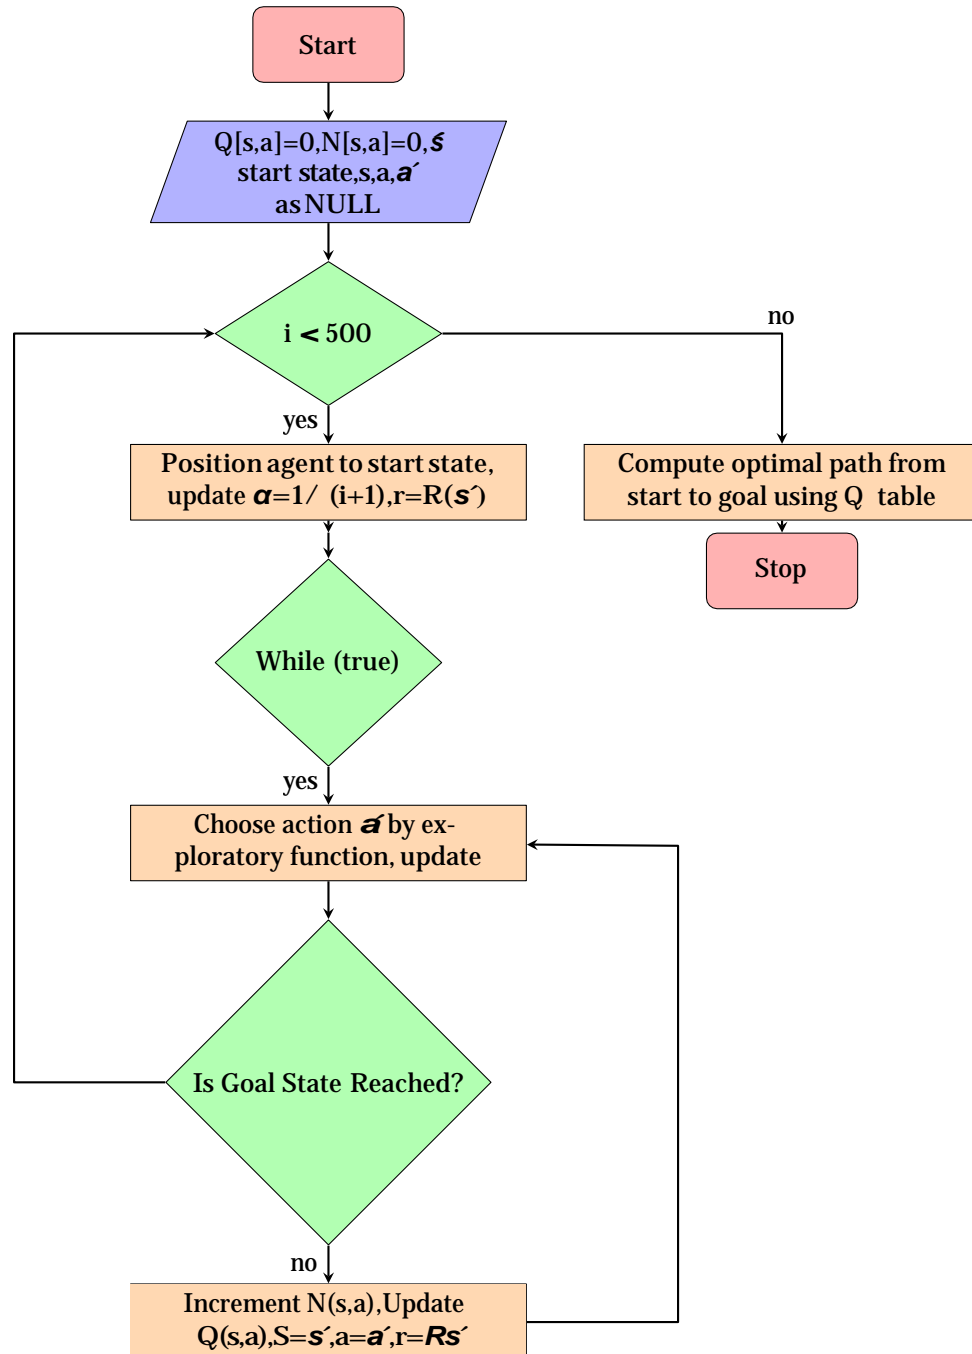 Start
Q[s,a]=0,N[s,a]=0,s´
start state,s,a,a´
as NULL
i < 500
no
yes
Position agent to start state,
update α=1/ (i+1),r=R(s´)
Compute optimal path from
start to goal using Q table
Stop
While (true)
yes
Choose action a´ by ex-
ploratory function, update
Is Goal State Reached?
no
Increment N(s,a),Update
Q(s,a),S=s´,a=a´,r=Rs´